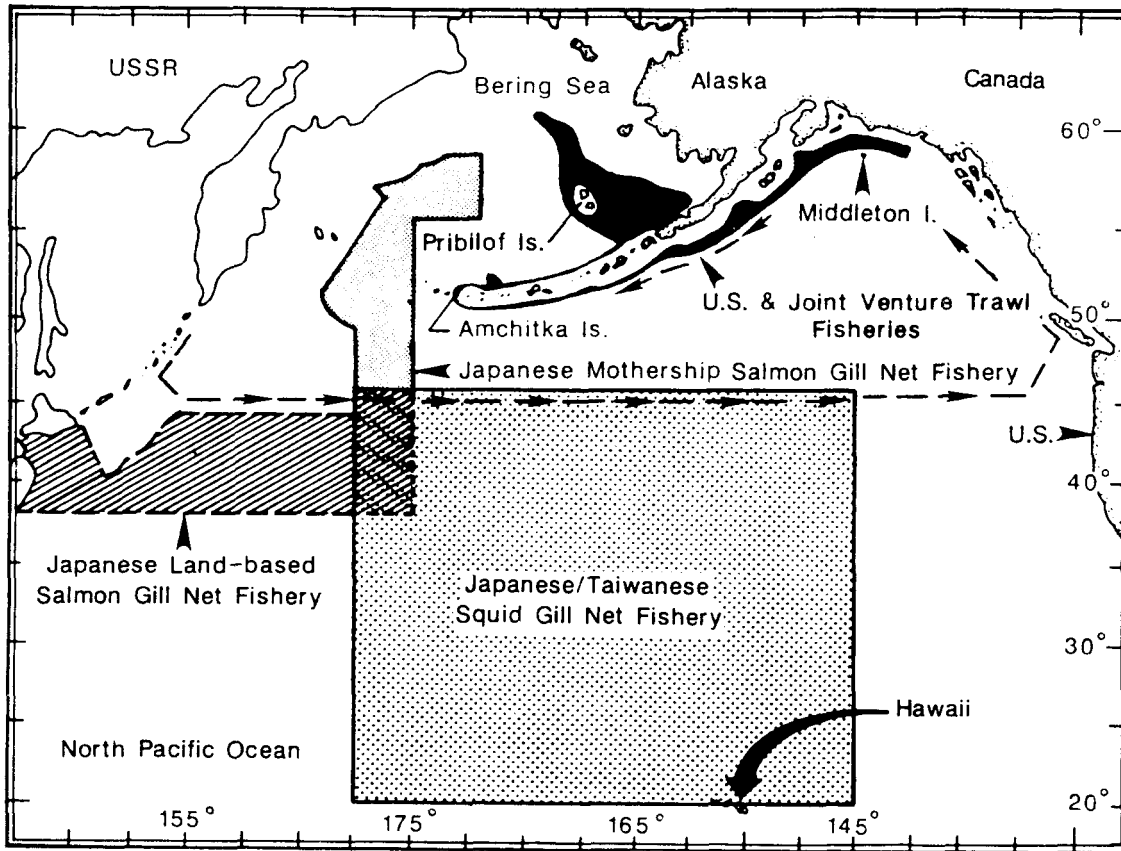 USSR
Bering Sea
Alaska
Canada
60°
Pribilof Is.
Middleton I.
U.S. & Joint Venture Trawl
Fisheries
Amchitka Is.
50°
Japanese Mothership Salmon Gill Net Fishery
U.S.
40°
Japanese Land-based
Salmon Gill Net Fishery
Japanese/Taiwanese
Squid Gill Net Fishery
30°
Hawaii
North Pacific Ocean
20°
155°
175°
165°
145°